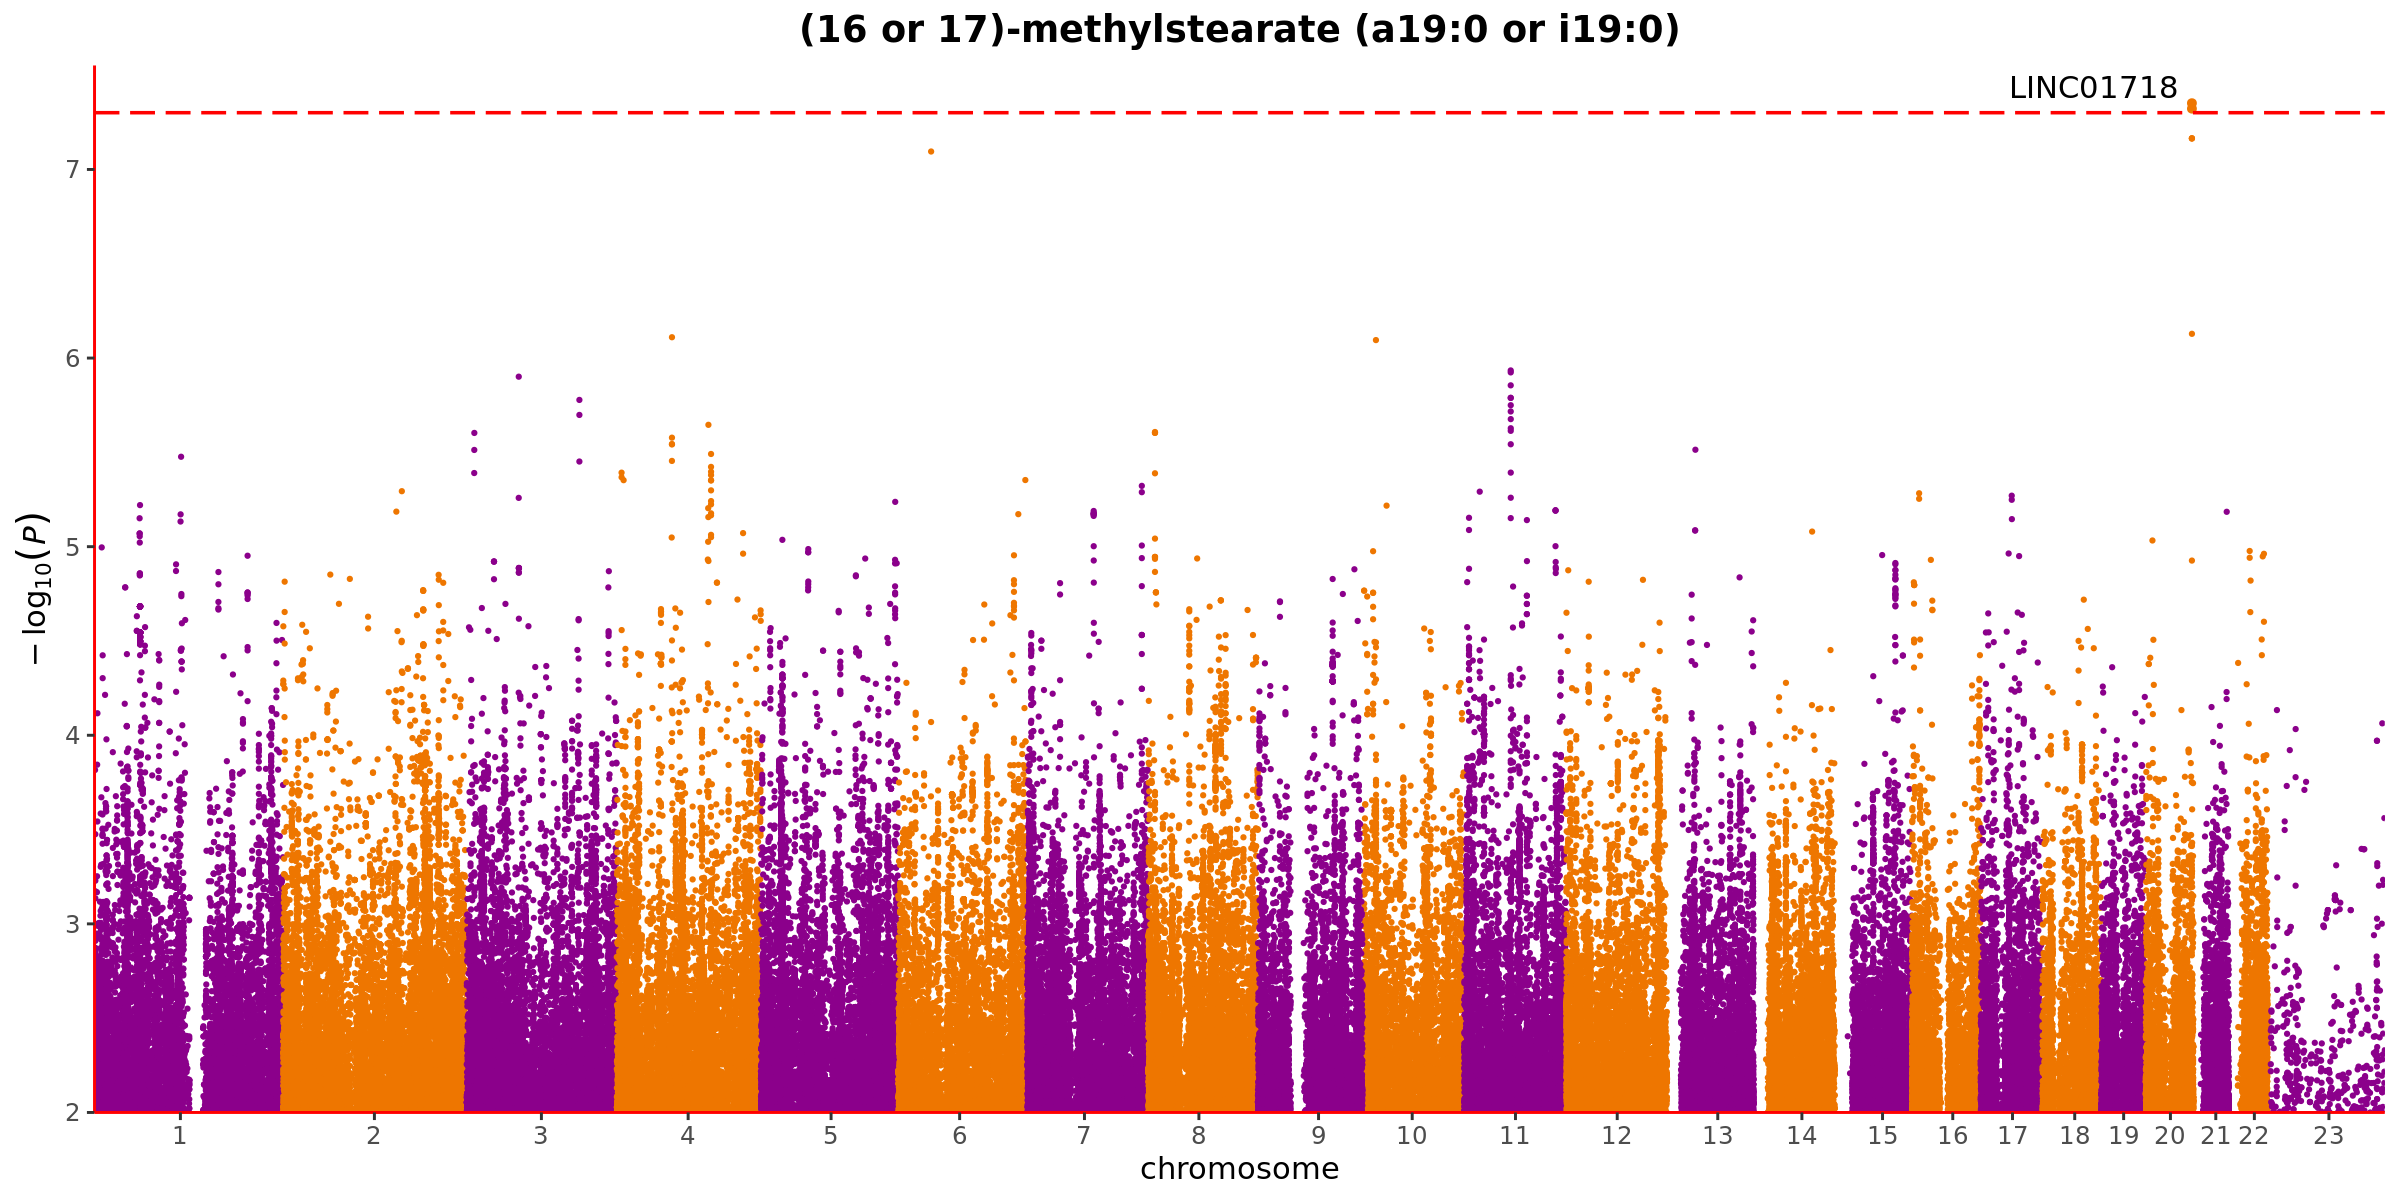 (16 or 17)-methylstearate (a19:0 or i19:0)
LINC01718
7
6
5
4
3
2
− log10(P)
1 2 3 4 5 6 7 8 9 10 11 12 13 14 15 16 17 18 19 20 21 22 23
chromosome